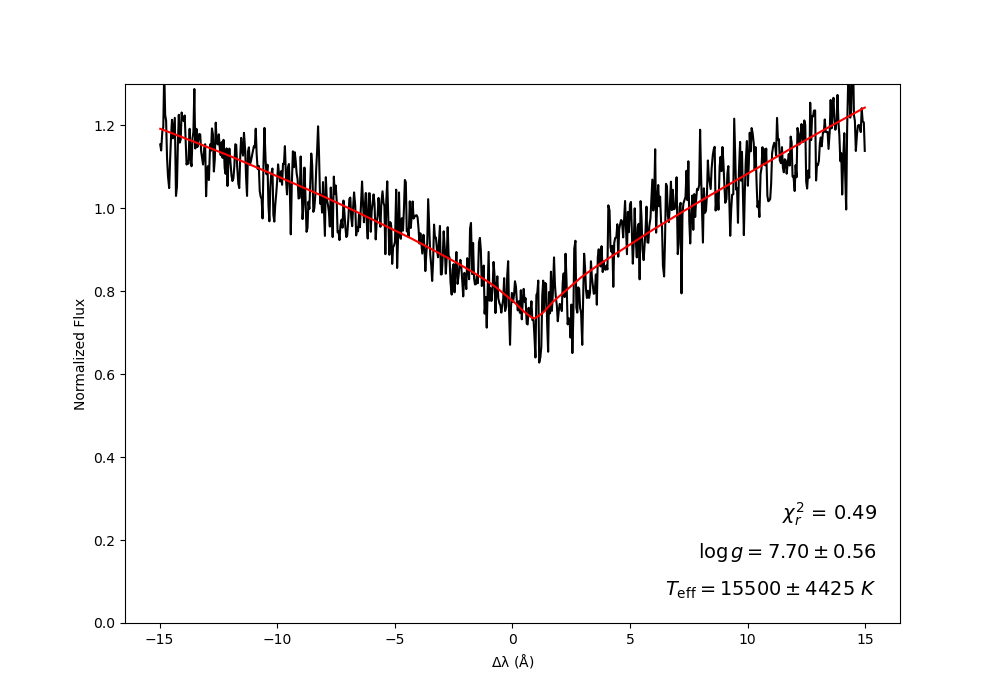 1.2
1.0
0.8
0.6
0.4
0.2
0.0
Normalized Flux
χ²ᵣ = 0.49
log g = 7.70 ± 0.56
T_eff = 15500 ± 4425 K
−15 −10 −5 0 5 10 15
Δλ (Å)